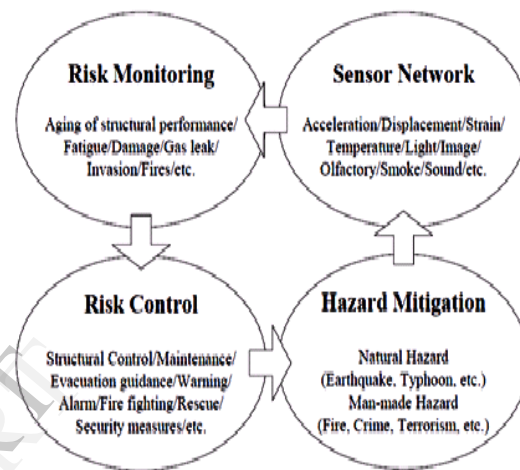 Risk Monitoring
Aging of structural performance/
Fatigue/Damage/Gas leak/
Invasion/Fires/etc.
Sensor Network
Acceleration/Displacement/Strain/
Temperature/Light/Image/
Olfactory/Smoke/Sound/etc.
Risk Control
Structural Control/Maintenance/
Evacuation guidance/Warning/
Alarm/Fire fighting/Rescue/
Security measures/etc.
Hazard Mitigation
Natural Hazard
(Earthquake, Typhoon, etc.)
Man-made Hazard
(Fire, Crime, Terrorism, etc.)